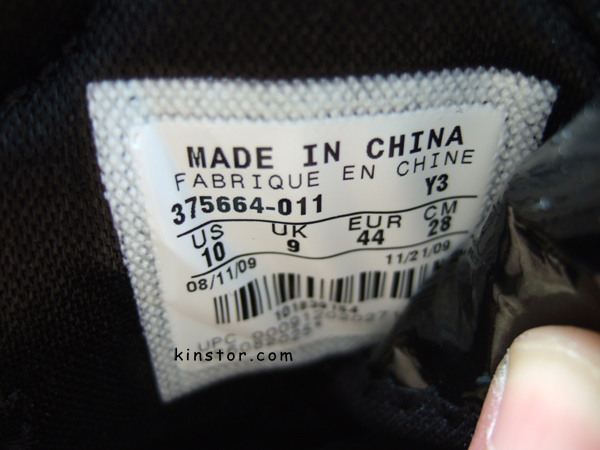 MADE IN CHINA
FABRIQUE EN CHINE
375664-011 Y3
US UK EUR CM
10 9 44 28
08/11/09 11/21/09
UPC
kinstor.com